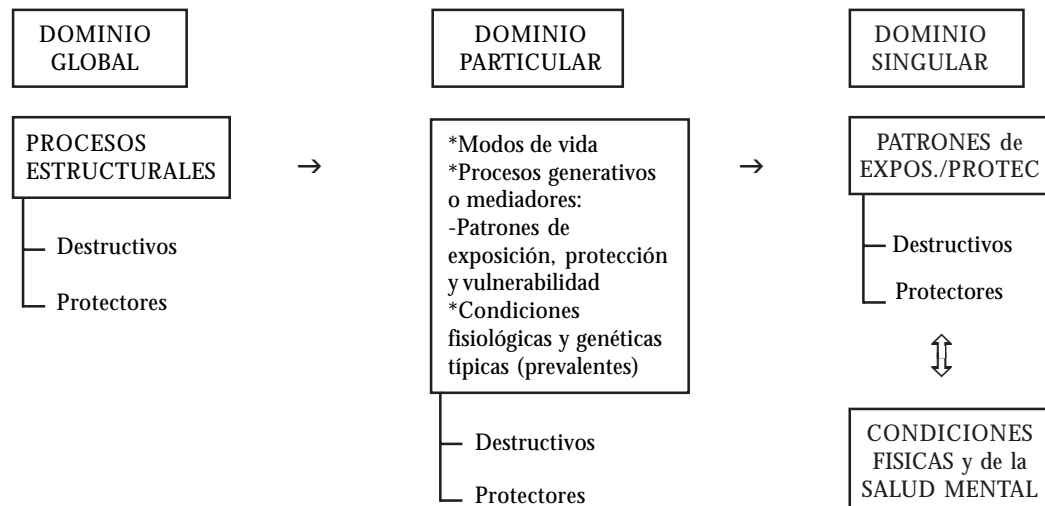 DOMINIO
GLOBAL
PROCESOS
ESTRUCTURALES
Destructivos
Protectores
→
DOMINIO
PARTICULAR
*Modos de vida
*Procesos generativos
o mediadores:
-Patrones de
exposición, protección
y vulnerabilidad
*Condiciones
fisiológicas y genéticas
típicas (prevalentes)
Destructivos
Protectores
→
DOMINIO
SINGULAR
PATRONES de
EXPOS./PROTEC
Destructivos
Protectores
CONDICIONES
FISICAS y de la
SALUD MENTAL